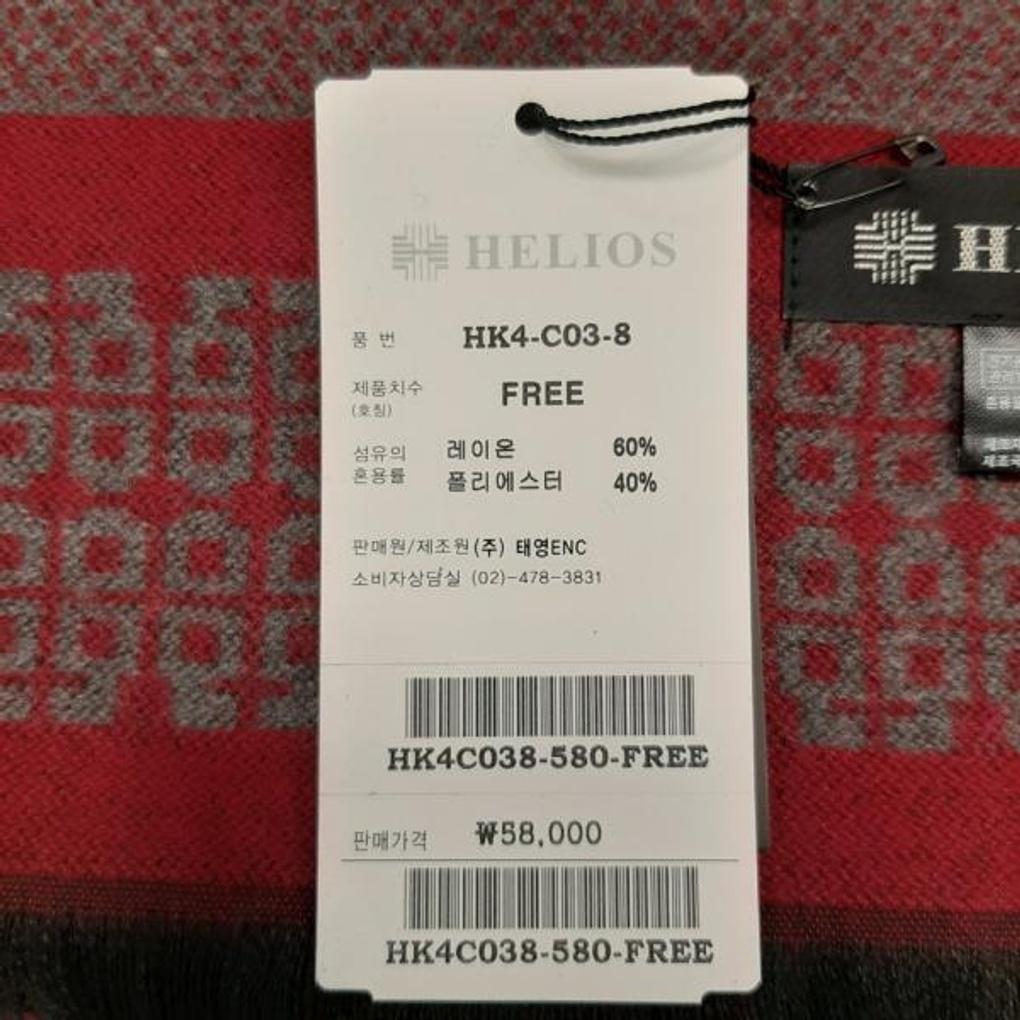 HELIOS
품 번 HK4-C03-8
제품치수 FREE
(호칭)
섬유의 레이온 60%
혼용률 폴리에스터 40%
판매원/제조원 (주) 태영ENC
소비자상담실 (02)-478-3831
HK4C038-580-FREE
판매가격 ₩58,000
HK4C038-580-FREE